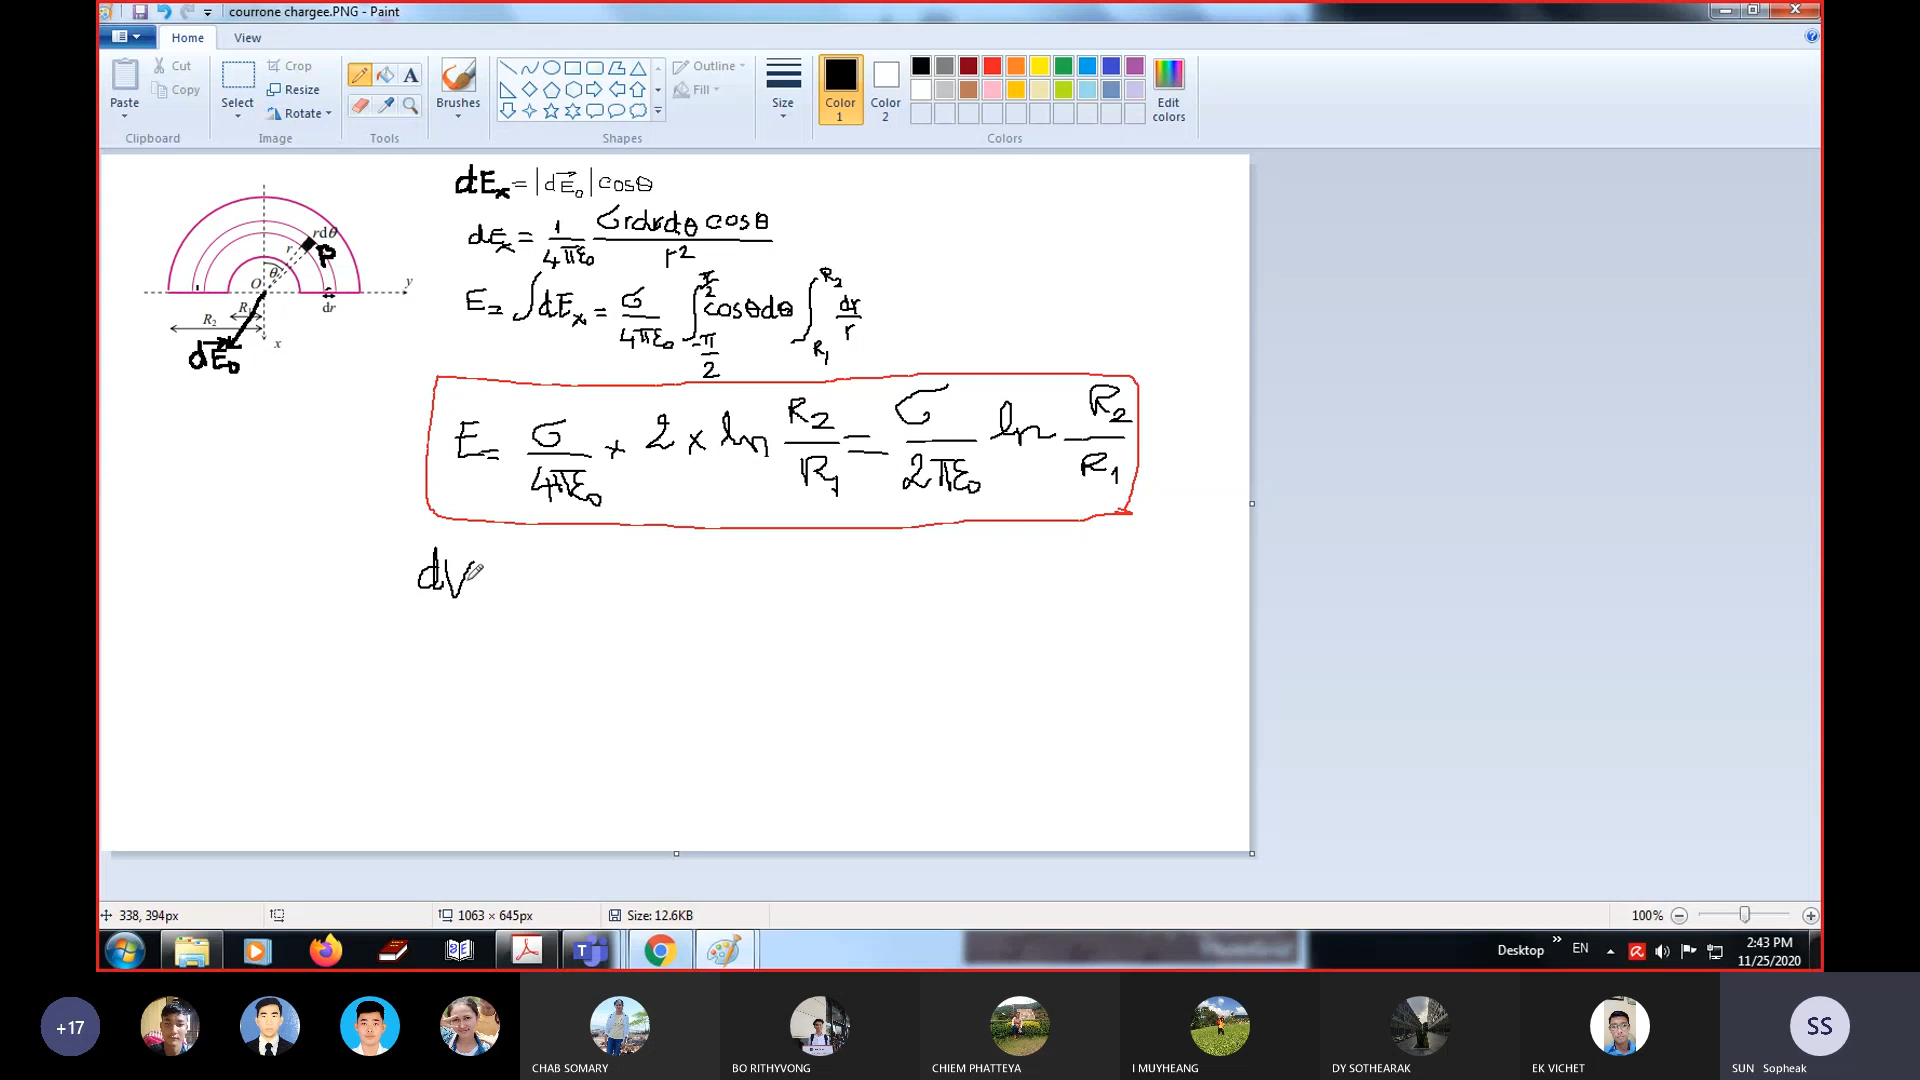 courrone chargee.PNG - Paint
Home View
Paste
Cut
Copy
Clipboard
Select
Crop
Resize
Rotate
Image
Tools
Brushes
Shapes
Outline
Fill
Size
Color 1
Color 2
Colors
Edit colors
rdθ
P
r
θ
O
y
R₁
dr
R₂
x
dE₀
dEₓ = |dE₀| cosθ
dEₓ = 1/4πε₀ σrdrdθ cosθ / r²
E = ∫dEₓ = σ/4πε₀ ∫_{-π/2}^{π/2} cosθdθ ∫_{R₁}^{R₂} dr/r
E = σ/4πε₀ × 2 × ln R₂/R₁ = σ/2πε₀ ln R₂/R₁
dV
338, 394px
1063 × 645px
Size: 12.6KB
100%
Desktop
»
EN
2:43 PM
11/25/2020
+17
CHAB SOMARY
BO RITHYVONG
CHIEM PHATTEYA
I MUYHEANG
DY SOTHEARAK
EK VICHET
SS
SUN Sopheak